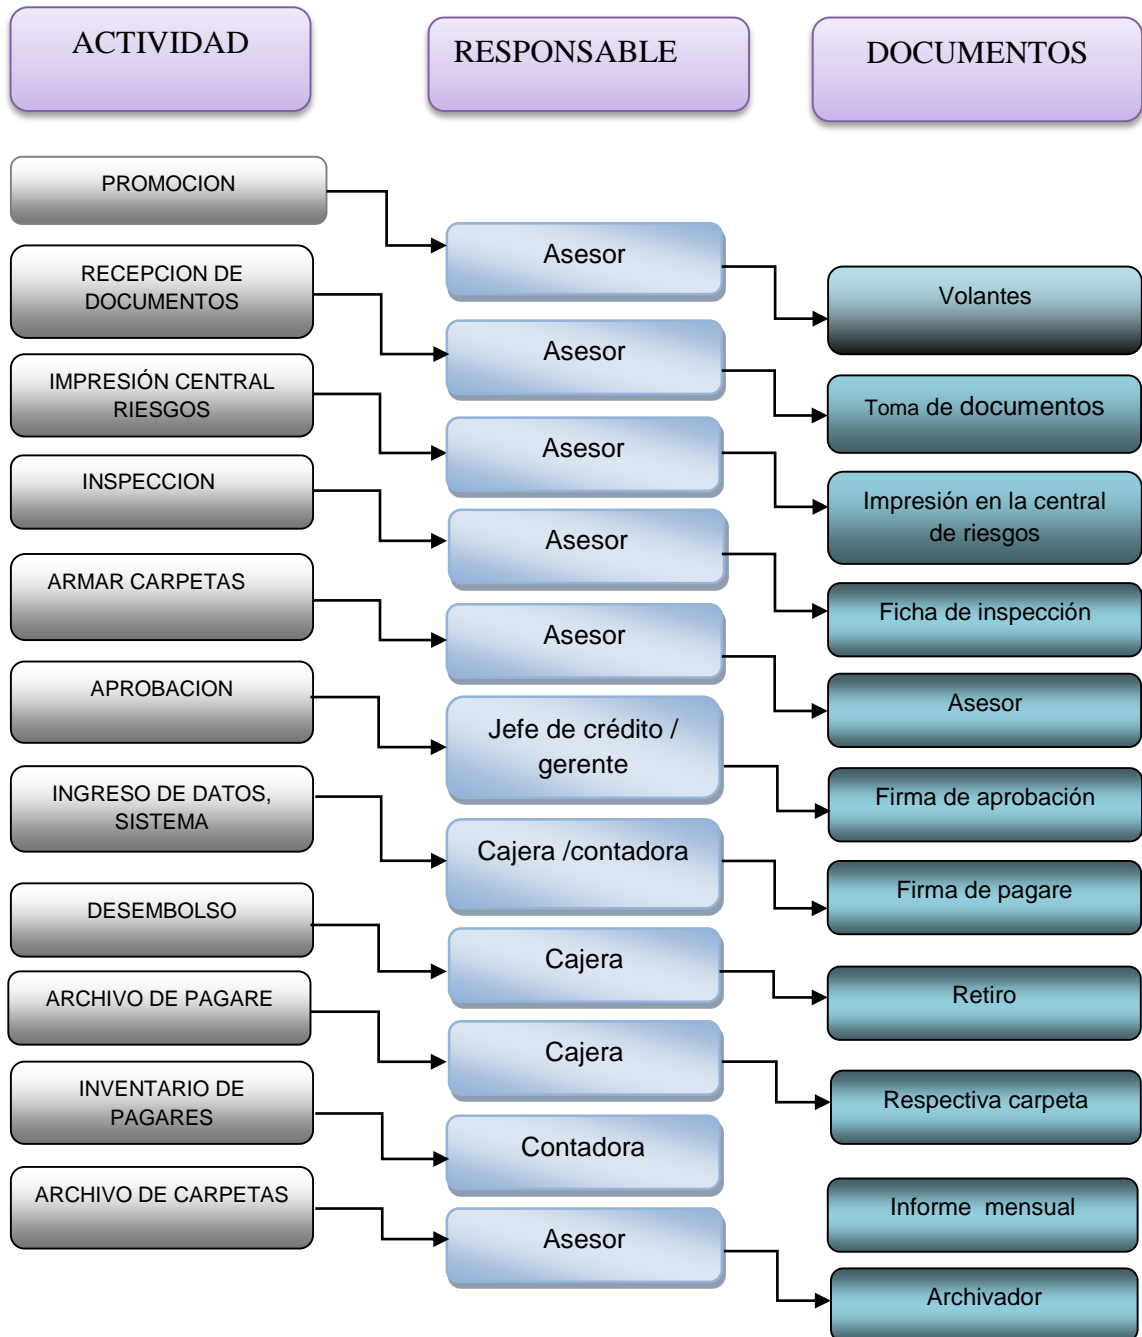 ACTIVIDAD
RESPONSABLE
DOCUMENTOS
PROMOCION
Asesor
Volantes
RECEPCION DE
DOCUMENTOS
Asesor
Toma de documentos
IMPRESIÓN CENTRAL
RIESGOS
Asesor
Impresión en la central
de riesgos
INSPECCION
Asesor
Ficha de inspección
ARMAR CARPETAS
Asesor
Asesor
APROBACION
Jefe de crédito /
gerente
Firma de aprobación
INGRESO DE DATOS,
SISTEMA
Cajera /contadora
Firma de pagare
DESEMBOLSO
Cajera
Retiro
ARCHIVO DE PAGARE
Cajera
Respectiva carpeta
INVENTARIO DE
PAGARES
Contadora
Informe mensual
ARCHIVO DE CARPETAS
Asesor
Archivador